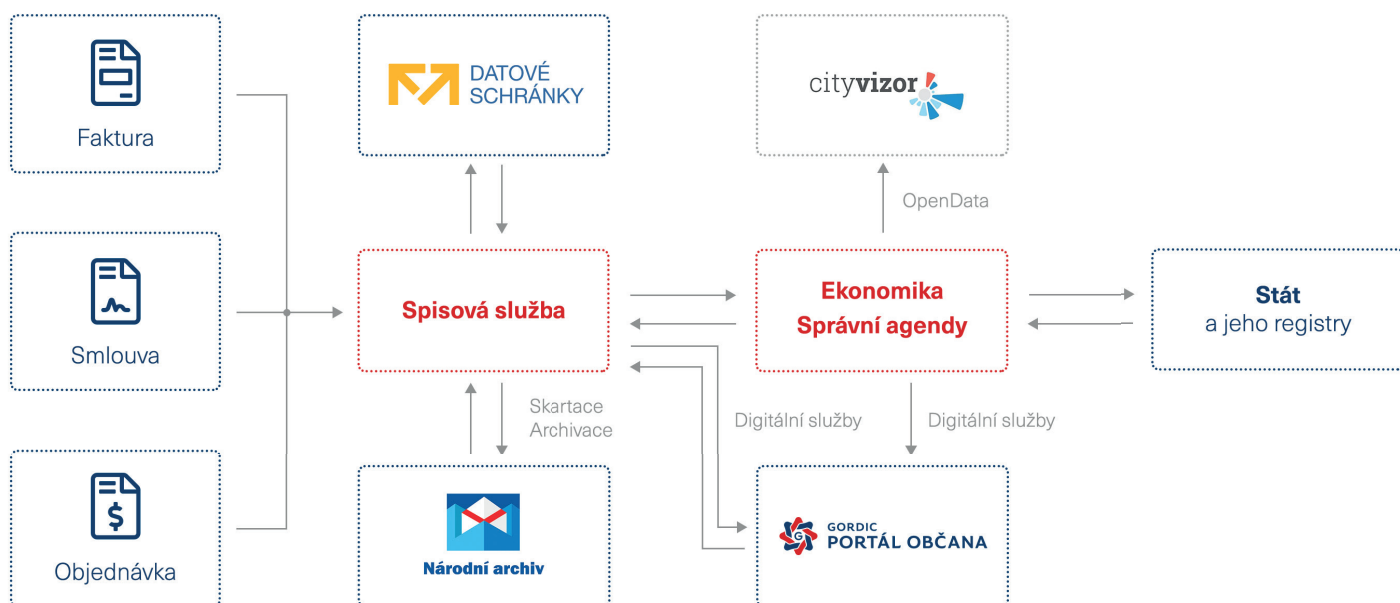 Faktura
DATOVÉ
SCHRÁNKY
cityvizor
OpenData
Smlouva
Spisová služba
Ekonomika
Správní agendy
Stát
a jeho registry
Skartace
Archivace
Digitální služby
Digitální služby
Objednávka
$
Národní archiv
G
GORDIC
PORTÁL OBČANA